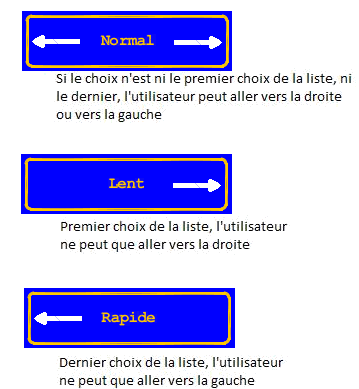 Normal
Si le choix n'est ni le premier choix de la liste, ni
le dernier, l'utilisateur peut aller vers la droite
ou vers la gauche
Lent
Premier choix de la liste, l'utilisateur
ne peut que aller vers la droite
Rapide
Dernier choix de la liste, l'utilisateur
ne peut que aller vers la gauche